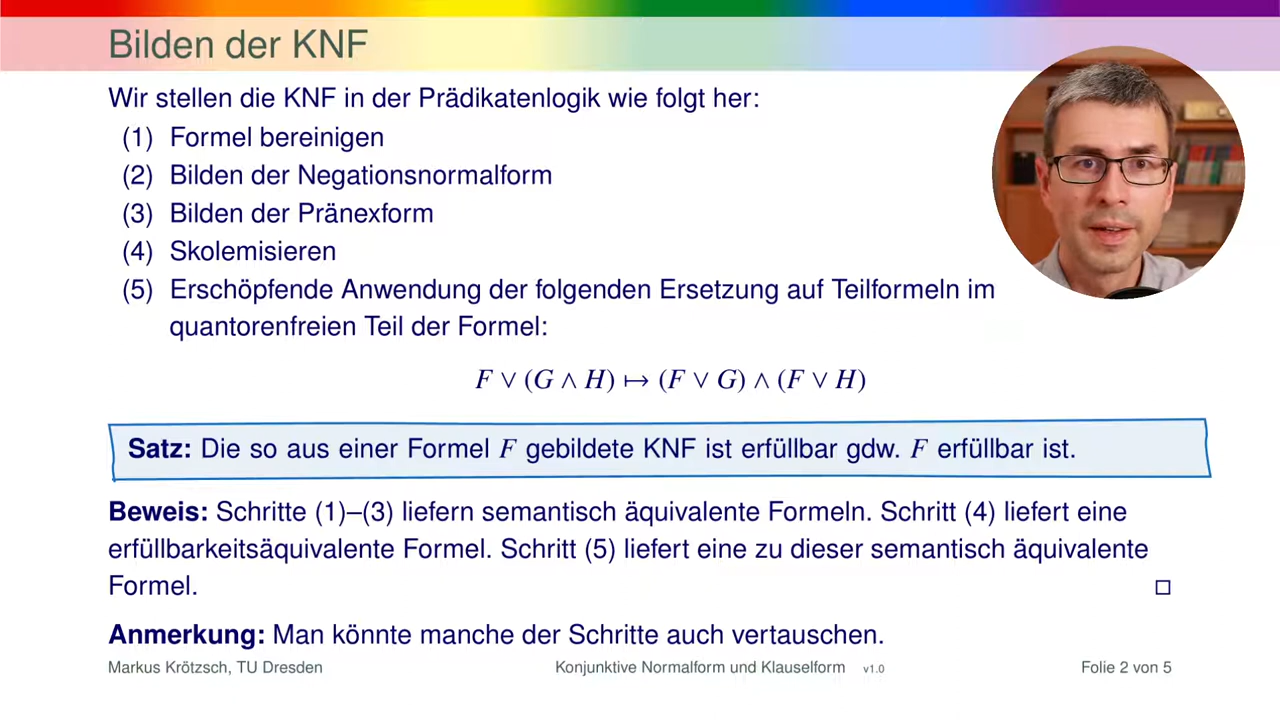 Bilden der KNF
Wir stellen die KNF in der Prädikatenlogik wie folgt her:
(1) Formel bereinigen
(2) Bilden der Negationsnormalform
(3) Bilden der Pränexform
(4) Skolemisieren
(5) Erschöpfende Anwendung der folgenden Ersetzung auf Teilformeln im
quantorenfreien Teil der Formel:
F ∨ (G ∧ H) ↦ (F ∨ G) ∧ (F ∨ H)
Satz: Die so aus einer Formel F gebildete KNF ist erfüllbar gdw. F erfüllbar ist.
Beweis: Schritte (1)–(3) liefern semantisch äquivalente Formeln. Schritt (4) liefert eine
erfüllbarkeitsäquivalente Formel. Schritt (5) liefert eine zu dieser semantisch äquivalente
Formel. □
Anmerkung: Man könnte manche der Schritte auch vertauschen.
Markus Krötzsch, TU Dresden Konjunktive Normalform und Klauselform v1.0 Folie 2 von 5